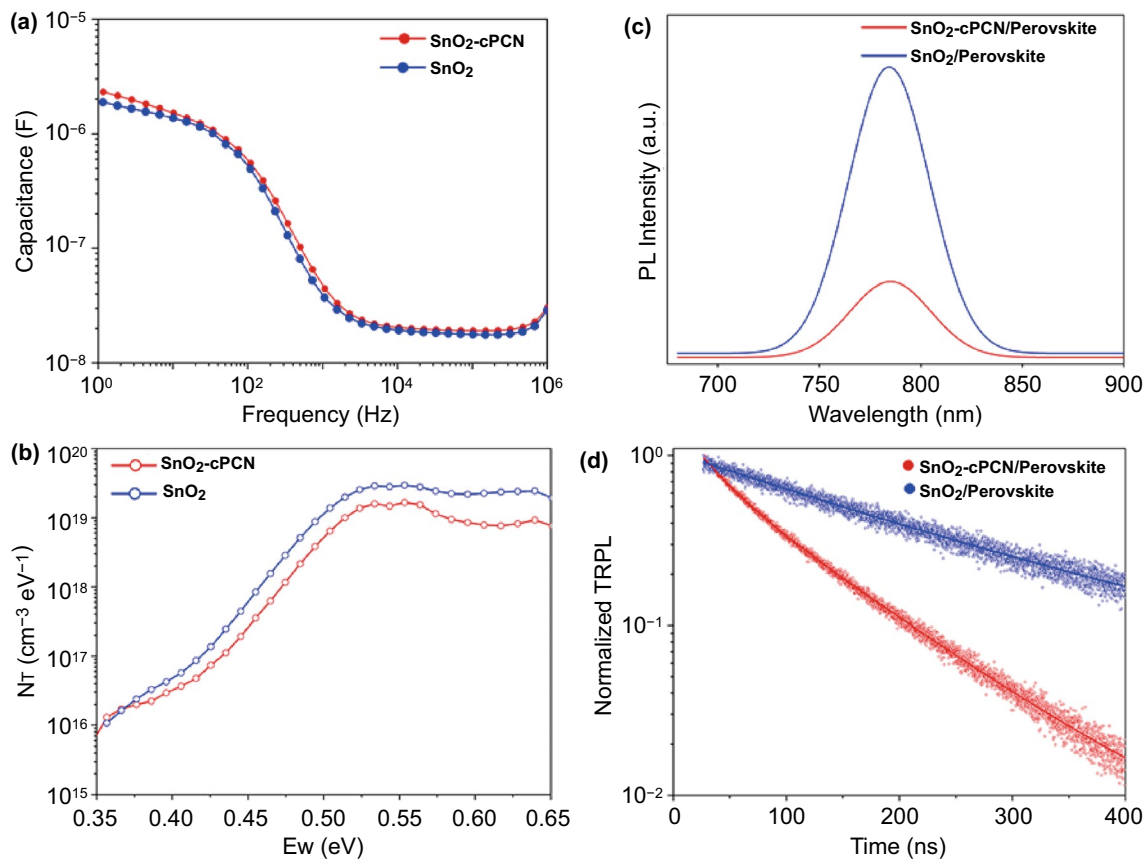 (a)
10⁻⁵
10⁻⁶
10⁻⁷
10⁻⁸
Capacitance (F)
SnO₂-cPCN
SnO₂
10⁰
10²
10³
10⁴
10⁶
Frequency (Hz)
(c)
SnO₂-cPCN/Perovskite
SnO₂/Perovskite
PL Intensity (a.u.)
700
750
800
850
900
Wavelength (nm)
(b)
10²⁰
10¹⁹
10¹⁸
10¹⁷
10¹⁶
10¹⁵
NT (cm⁻³ eV⁻¹)
SnO₂-cPCN
SnO₂
0.35
0.40
0.45
0.50
0.55
0.60
0.65
Ew (eV)
(d)
10⁰
10⁻¹
10⁻²
Normalized TRPL
SnO₂-cPCN/Perovskite
SnO₂/Perovskite
0
100
200
300
400
Time (ns)